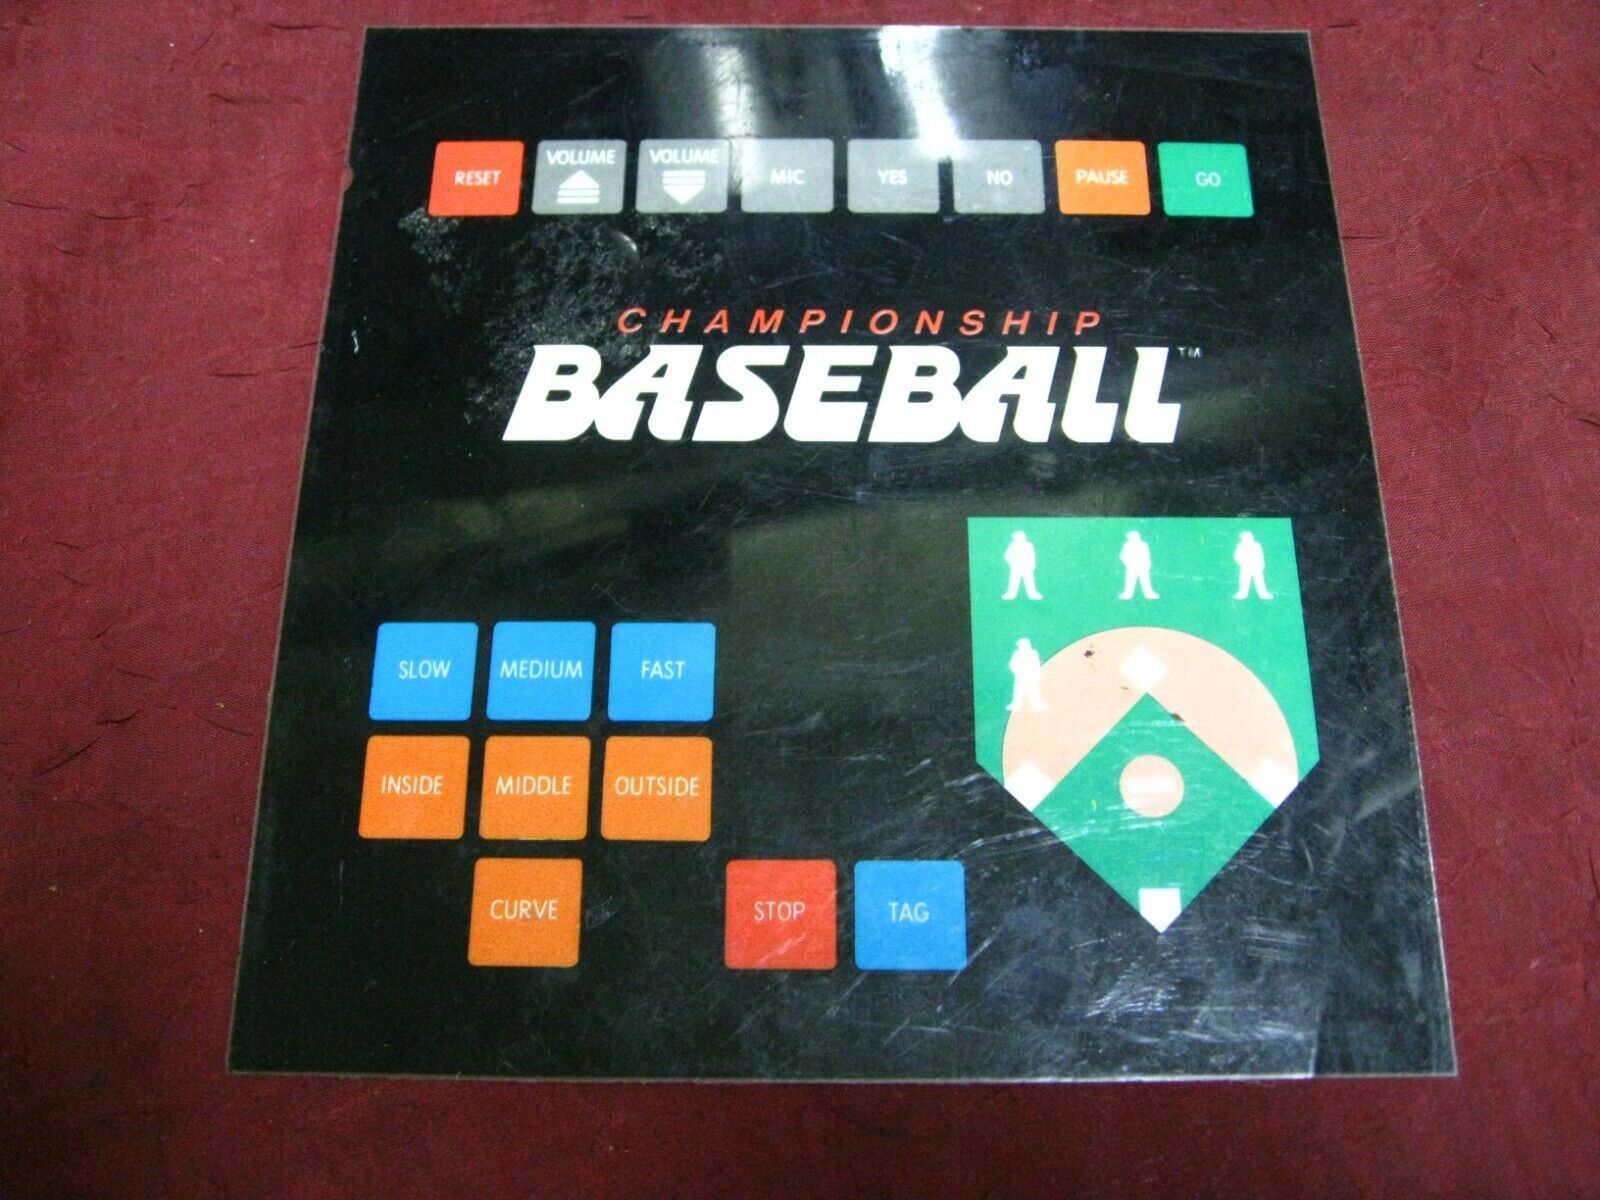 RESET VOLUME VOLUME MIC YES NO PAUSE GO
CHAMPIONSHIP
BASEBALL™
SLOW MEDIUM FAST
INSIDE MIDDLE OUTSIDE
CURVE STOP TAG